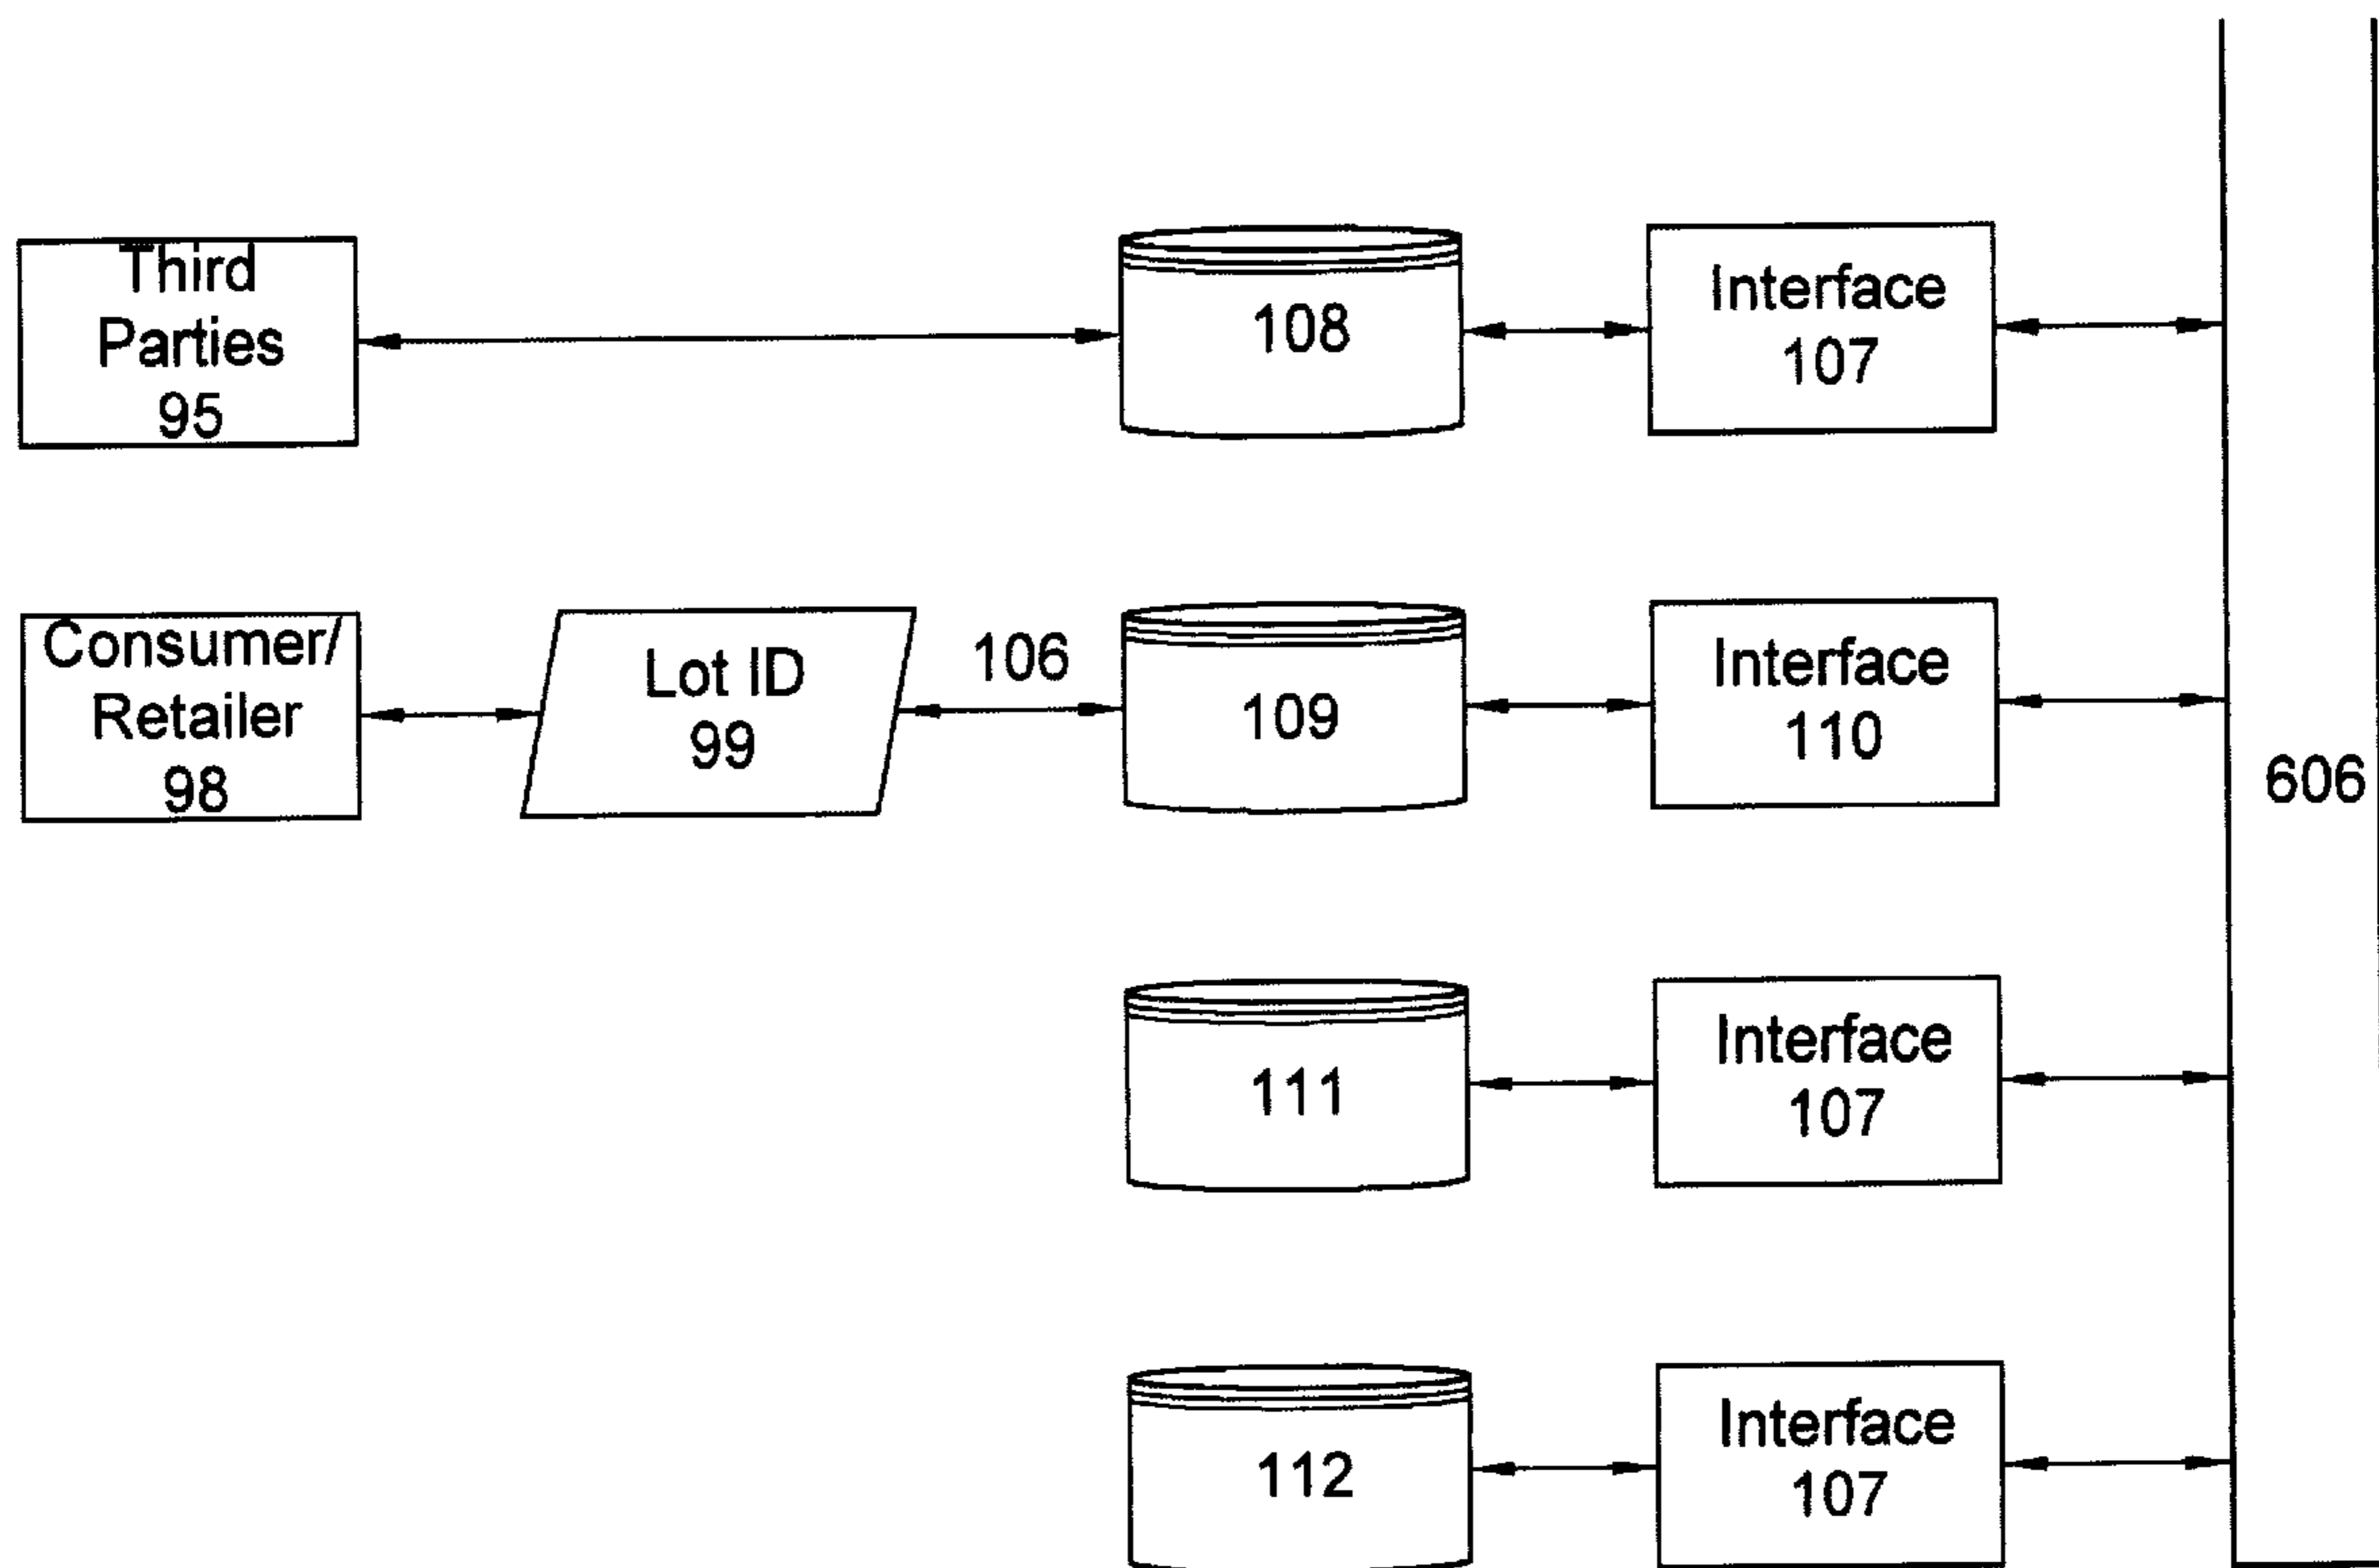 Third
Parties
95
108
Interface
107
Consumer/
Retailer
98
Lot ID
99
106
109
Interface
110
606
111
Interface
107
112
Interface
107